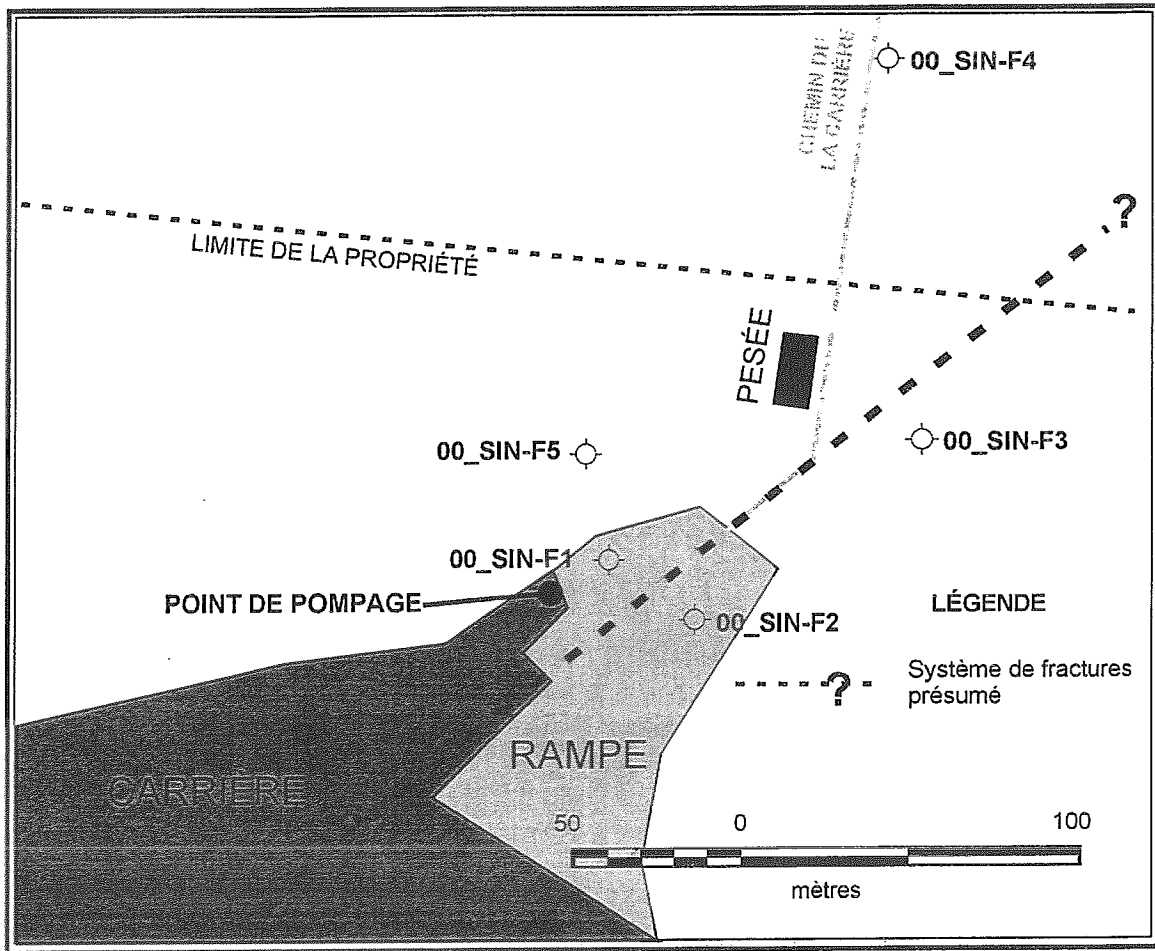 CHEMIN DE
LA CARRIÈRE
00_SIN-F4
?
LIMITE DE LA PROPRIÉTÉ
PESÉE
00_SIN-F5
00_SIN-F3
00_SIN-F1
POINT DE POMPAGE
00_SIN-F2
LÉGENDE
? Système de fractures
présumé
RAMPE
CARRIÈRE
50 0 100
mètres